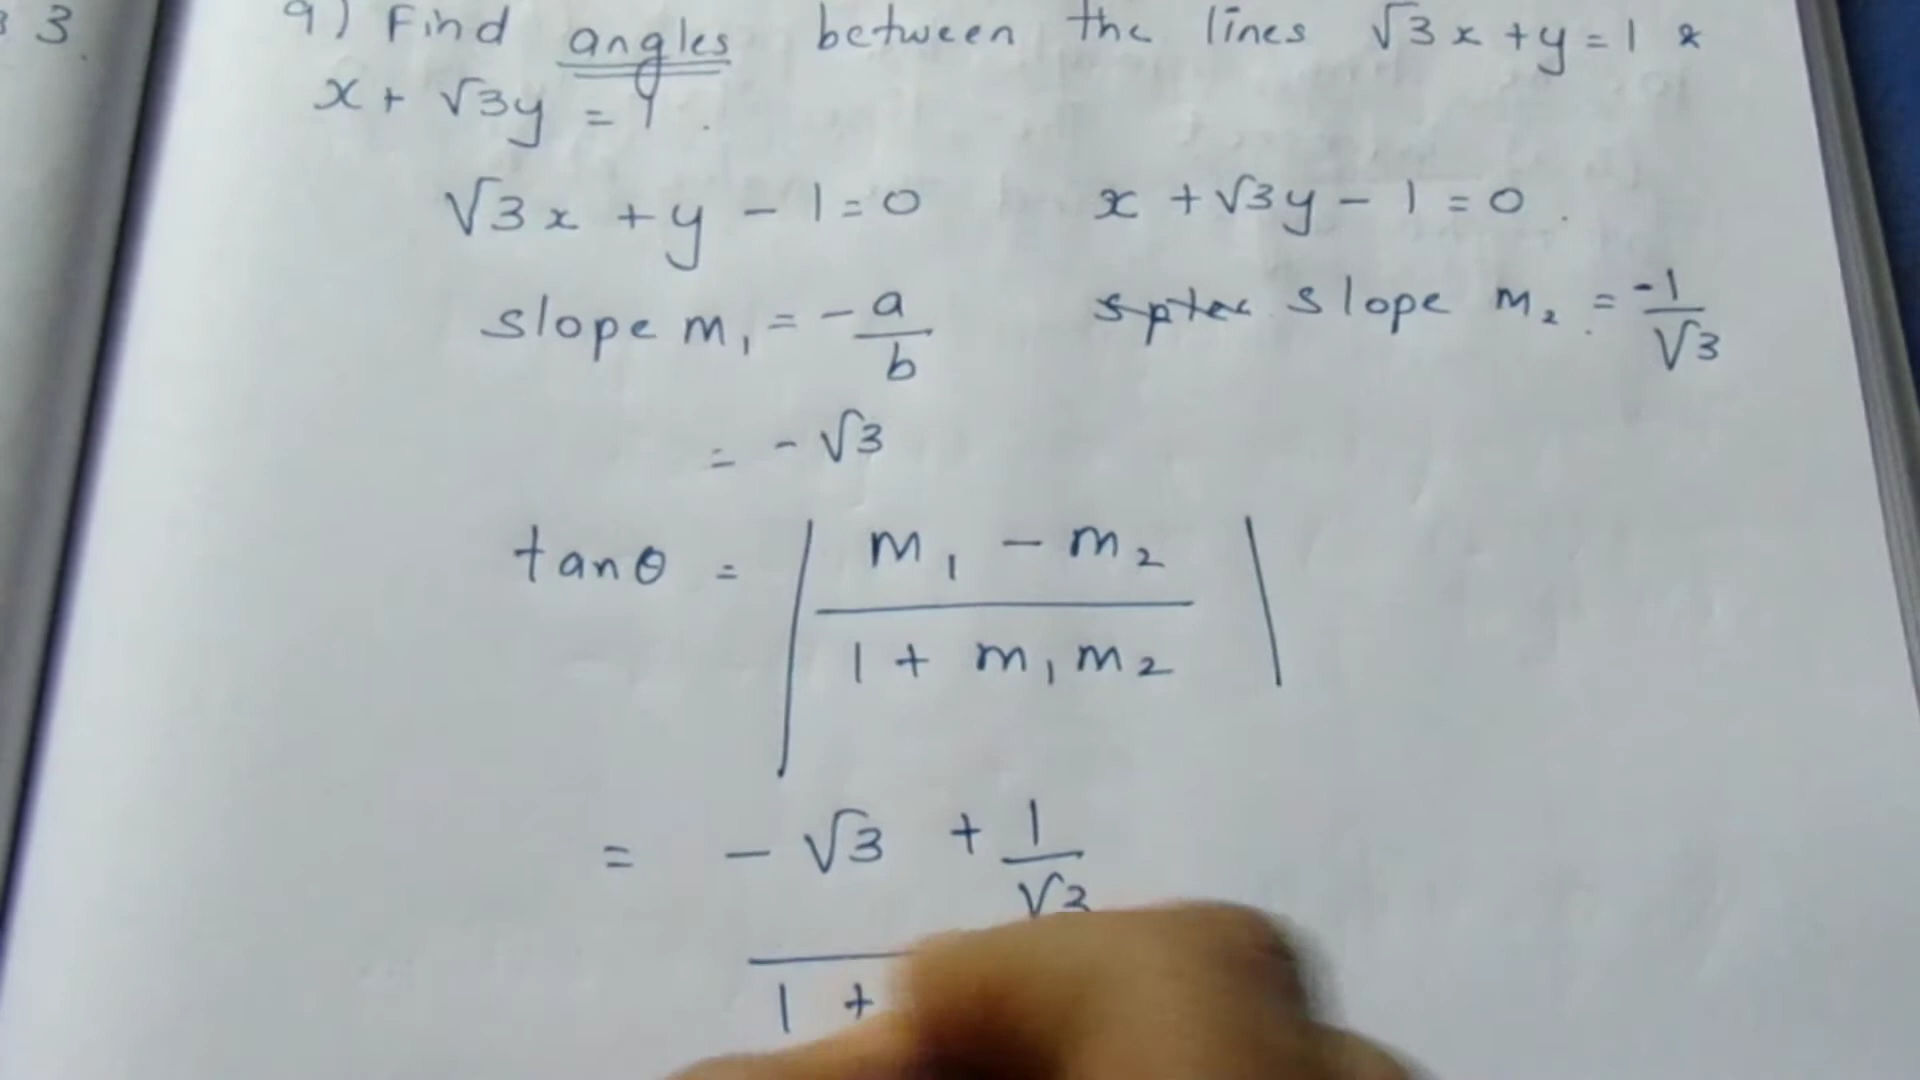 3.
9) Find angles between the lines √3x + y = 1 &
x + √3y = 1.
√3x + y - 1 = 0    x + √3y - 1 = 0.
slope m₁ = -a/b    slope m₂ = -1/√3
= -√3
tanθ = | (m₁ - m₂)/(1 + m₁m₂) |
= -√3 + 1/√3
1 +